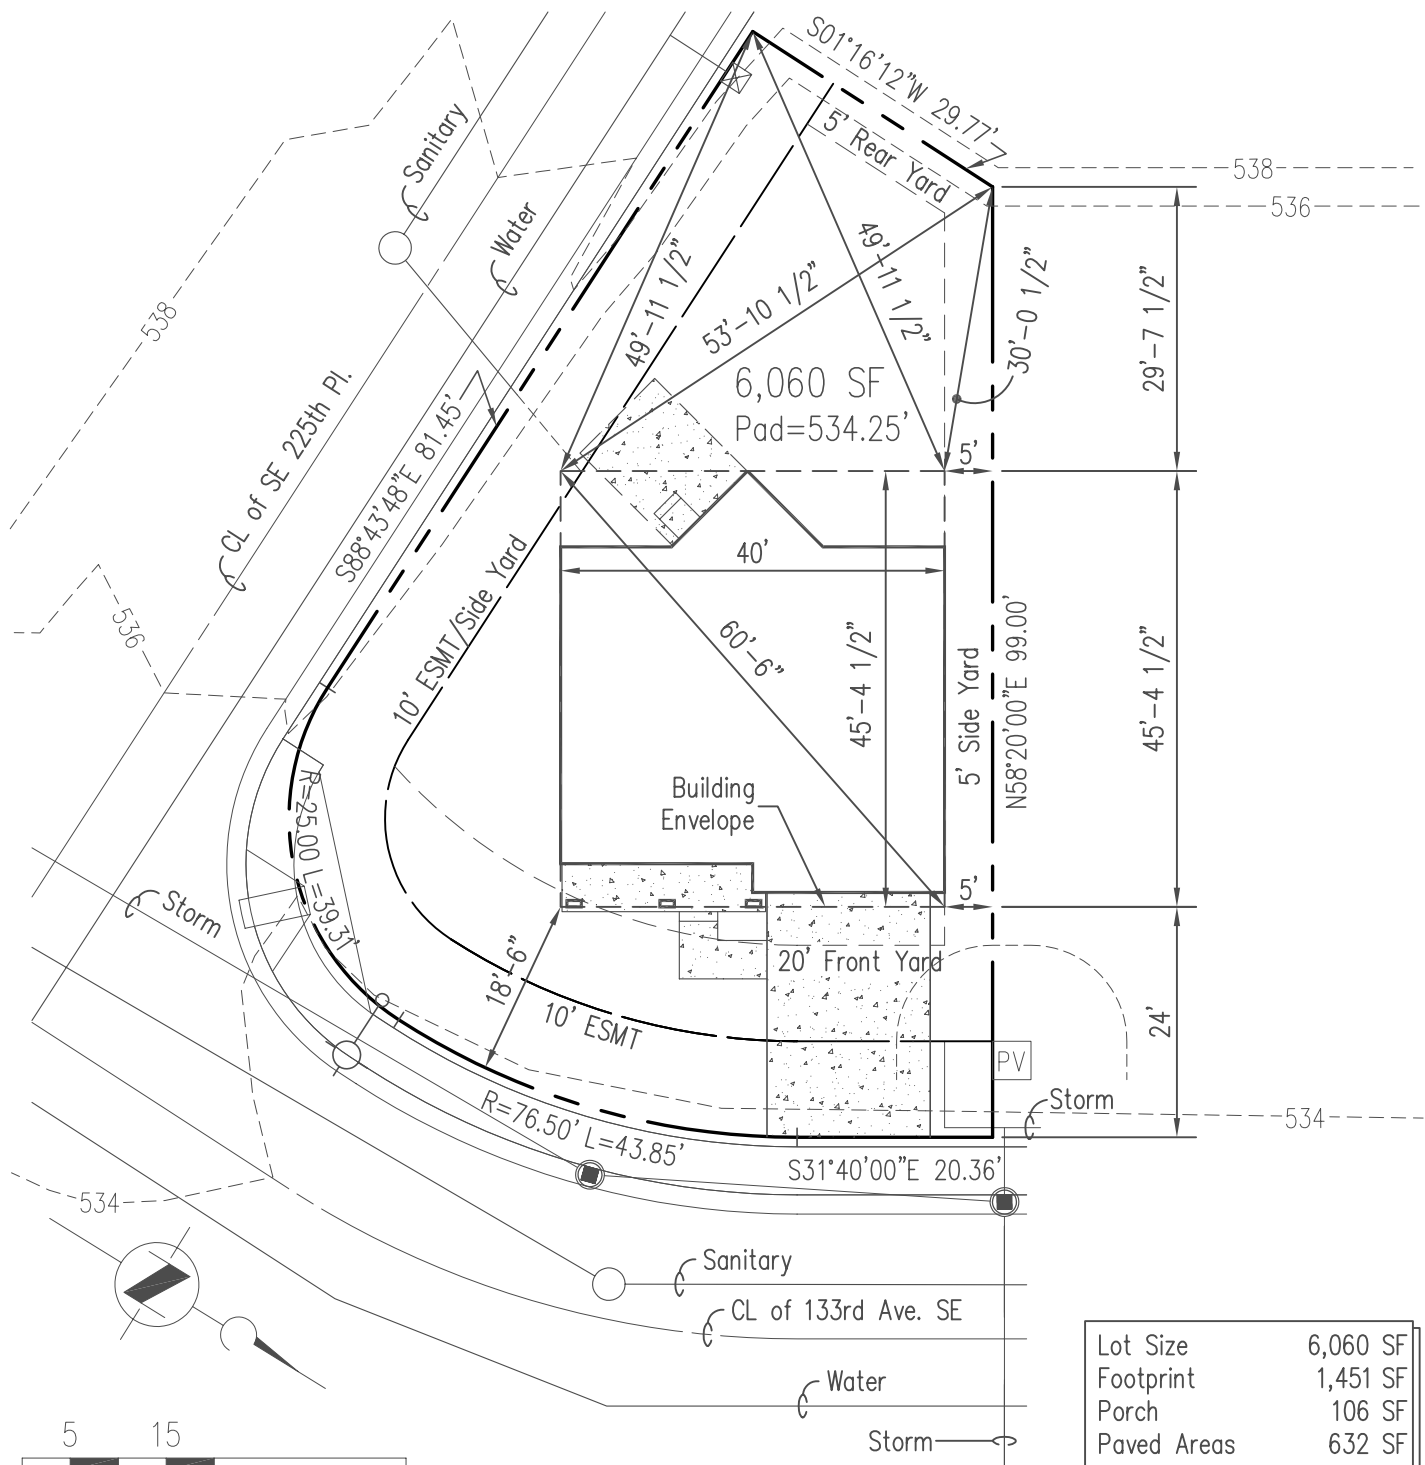 S01°16'12"W 29.77'
5' Rear Yard
538
536
Sanitary
Water
538
49'-11 1/2"
49'-11 1/2"
53'-10 1/2"
30'-0 1/2"
29'-7 1/2"
6,060 SF
Pad=534.25'
CL of SE 225th Pl.
S88°43'48"E 81.45'
5'
40'
10' ESMT/Side Yard
536
60'-6"
45'-4 1/2"
5' Side Yard
N58°20'00"E 99.00'
45'-4 1/2"
Building
Envelope
R=25.00 L=39.31'
5'
Storm
18'-6"
20' Front Yard
10' ESMT
24'
PV
Storm
534
R=76.50' L=43.85'
S31°40'00"E 20.36'
534
Sanitary
CL of 133rd Ave. SE
Water
Storm
Lot Size 6,060 SF
Footprint 1,451 SF
Porch 106 SF
Paved Areas 632 SF
5 15